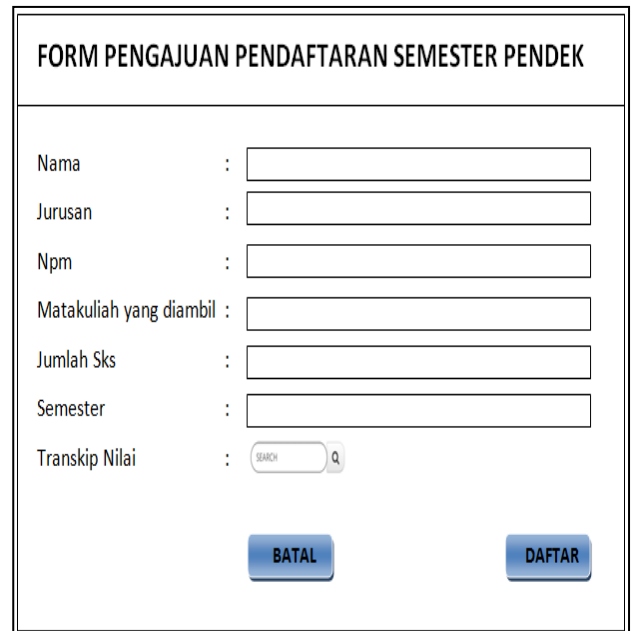 FORM PENGAJUAN PENDAFTARAN SEMESTER PENDEK
Nama :
Jurusan :
Npm :
Matakuliah yang diambil :
Jumlah Sks :
Semester :
Transkip Nilai : SEARCH
BATAL DAFTAR